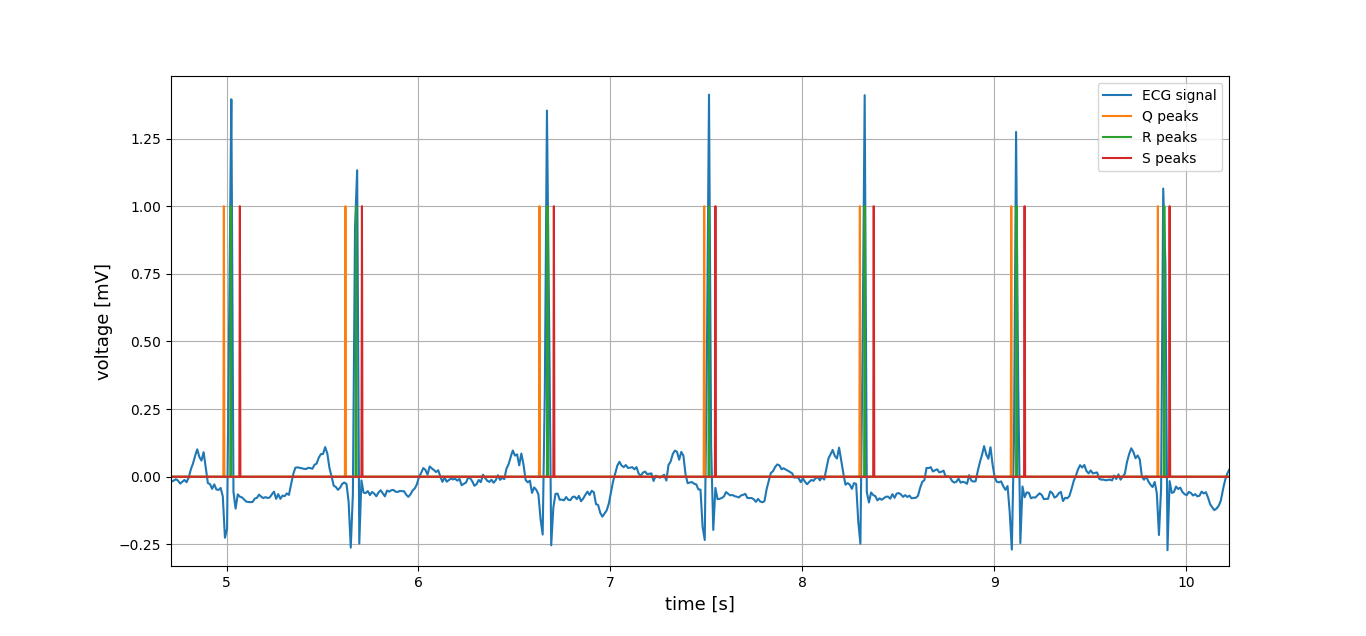 ECG signal
Q peaks
R peaks
S peaks
1.25
1.00
0.75
0.50
0.25
0.00
−0.25
voltage [mV]
5 6 7 8 9 10
time [s]